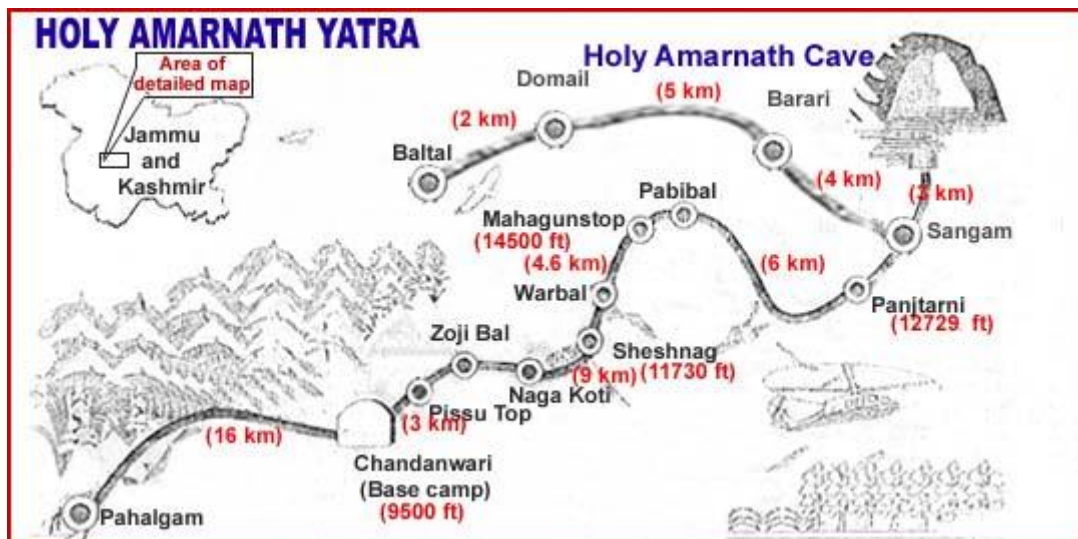 HOLY AMARNATH YATRA
Area of
detailed map
Jammu
and
Kashmir
Holy Amarnath Cave
Domail
(5 km)
Barari
(2 km)
Baltal
(4 km)
(3 km)
Sangam
Pabibal
Mahagunstop
(14500 ft)
(4.6 km)
(6 km)
Warbal
Panjtarni
(12729 ft)
Zoji Bal
Sheshnag
(11730 ft)
(9 km)
Naga Koti
Pissu Top
(3 km)
(16 km)
Chandanwari
(Base camp)
(9500 ft)
Pahalgam